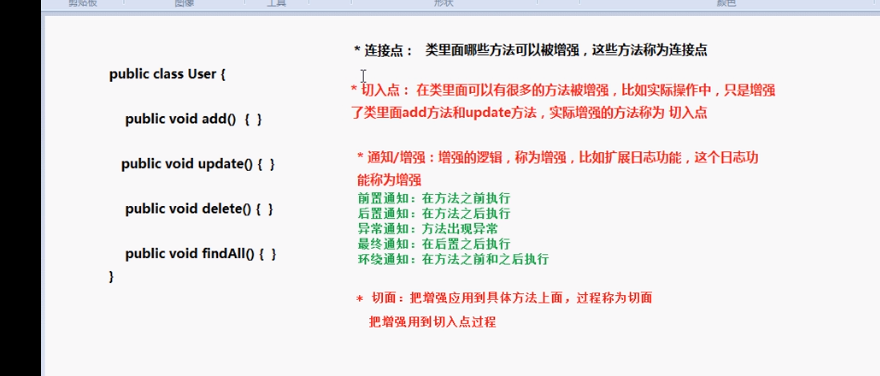 剪贴板 图像 工具 形状 颜色
* 连接点： 类里面哪些方法可以被增强，这些方法称为连接点
public class User {
* 切入点： 在类里面可以有很多的方法被增强，比如实际操作中，只是增强
了类里面add方法和update方法，实际增强的方法称为 切入点
public void add() { }
* 通知/增强：增强的逻辑，称为增强，比如扩展日志功能，这个日志功
能称为增强
public void update() { }
前置通知：在方法之前执行
后置通知：在方法之后执行
public void delete() { }
异常通知：方法出现异常
最终通知：在后置之后执行
public void findAll() { }
环绕通知：在方法之前和之后执行
}
* 切面：把增强应用到具体方法上面，过程称为切面
把增强用到切入点过程